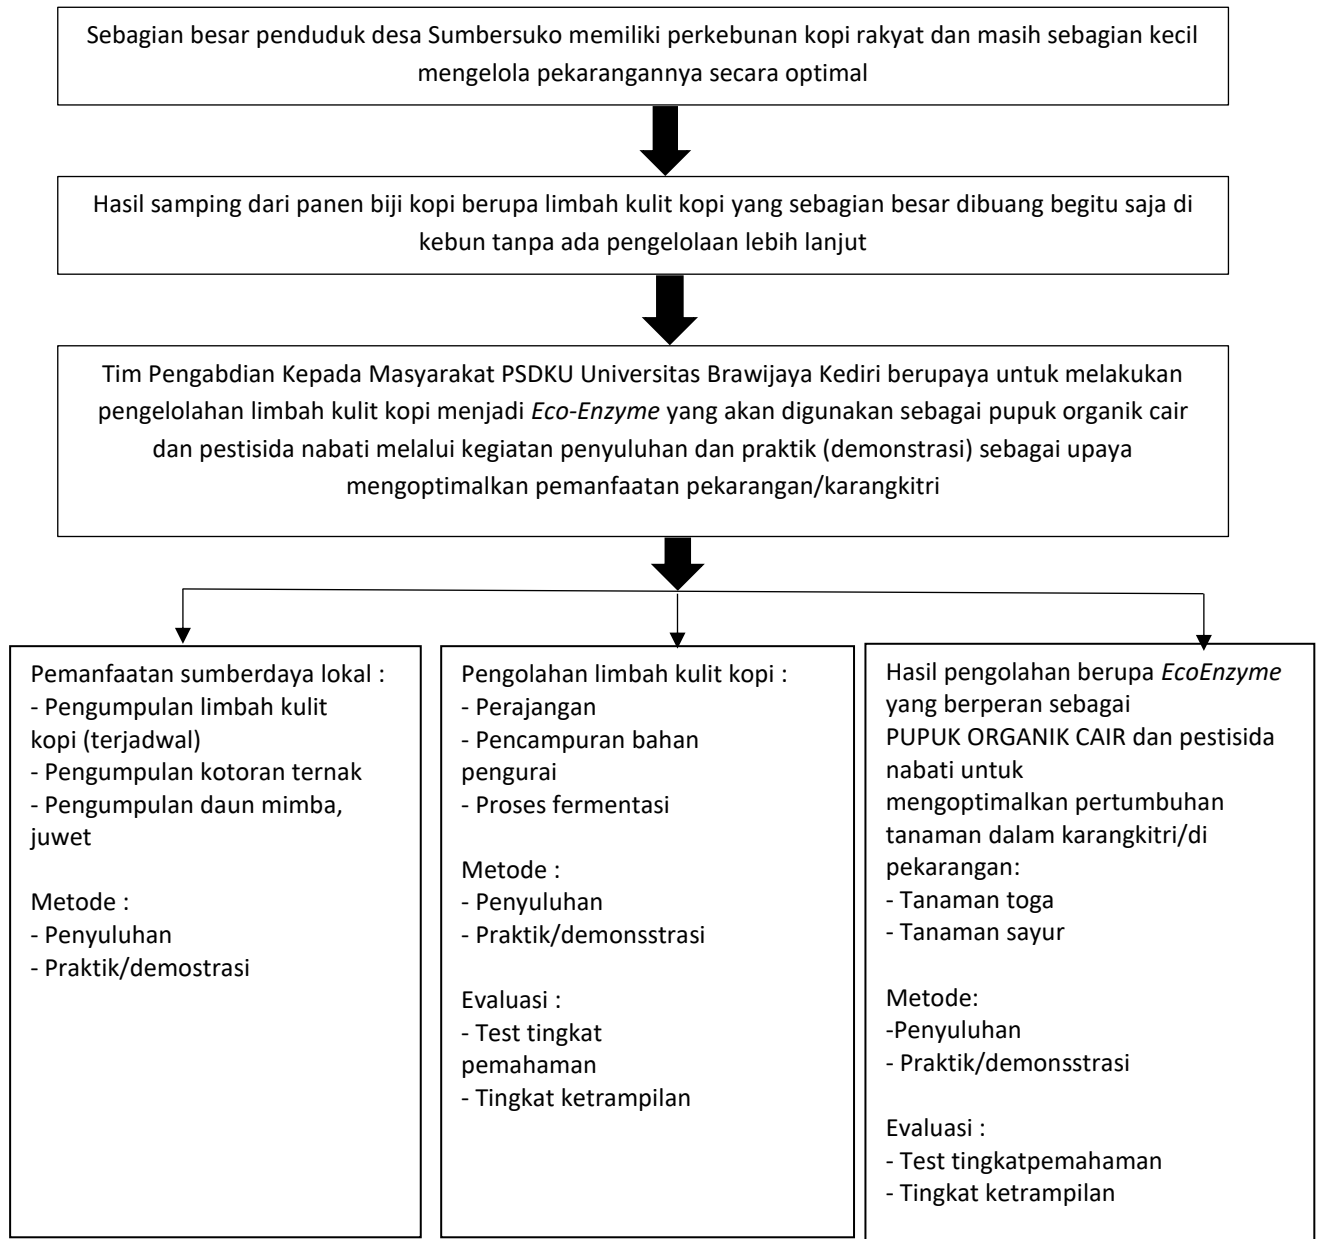 Sebagian besar penduduk desa Sumbersuko memiliki perkebunan kopi rakyat dan masih sebagian kecil
mengelola pekarangannya secara optimal
Hasil samping dari panen biji kopi berupa limbah kulit kopi yang sebagian besar dibuang begitu saja di
kebun tanpa ada pengelolaan lebih lanjut
Tim Pengabdian Kepada Masyarakat PSDKU Universitas Brawijaya Kediri berupaya untuk melakukan
pengelolahan limbah kulit kopi menjadi Eco-Enzyme yang akan digunakan sebagai pupuk organik cair
dan pestisida nabati melalui kegiatan penyuluhan dan praktik (demonstrasi) sebagai upaya
mengoptimalkan pemanfaatan pekarangan/karangkitri
Pemanfaatan sumberdaya lokal :
- Pengumpulan limbah kulit
kopi (terjadwal)
- Pengumpulan kotoran ternak
- Pengumpulan daun mimba,
juwet
Metode :
- Penyuluhan
- Praktik/demostrasi
Pengolahan limbah kulit kopi :
- Perajangan
- Pencampuran bahan
pengurai
- Proses fermentasi
Metode :
- Penyuluhan
- Praktik/demonsstrasi
Evaluasi :
- Test tingkat
pemahaman
- Tingkat ketrampilan
Hasil pengolahan berupa EcoEnzyme
yang berperan sebagai
PUPUK ORGANIK CAIR dan pestisida
nabati untuk
mengoptimalkan pertumbuhan
tanaman dalam karangkitri/di
pekarangan:
- Tanaman toga
- Tanaman sayur
Metode:
-Penyuluhan
- Praktik/demonsstrasi
Evaluasi :
- Test tingkatpemahaman
- Tingkat ketrampilan